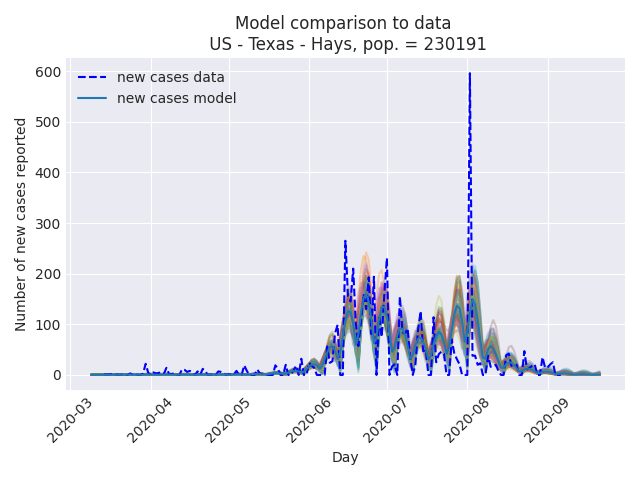 Model comparison to data
US - Texas - Hays, pop. = 230191
new cases data
new cases model
Number of new cases reported
600
500
400
300
200
100
0
2020-03
2020-04
2020-05
2020-06
2020-07
2020-08
2020-09
Day